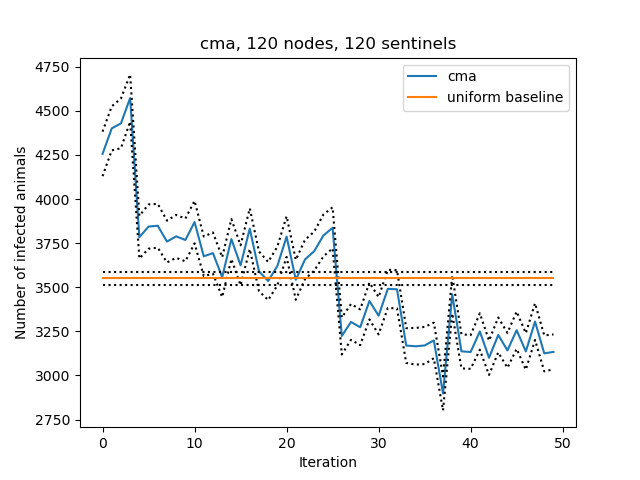 cma, 120 nodes, 120 sentinels
cma
uniform baseline
Number of infected animals
4750
4500
4250
4000
3750
3500
3250
3000
2750
0 10 20 30 40 50
Iteration